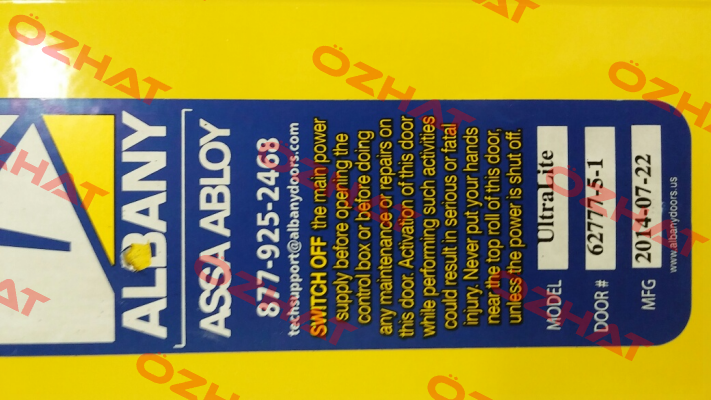 ALBANY
ASSA ABLOY
877-925-2468
techsupport@albanydoors.com
SWITCH OFF the main power
supply before opening the
control box or before doing
any maintenance or repairs on
this door. Activation of this door
while performing such activities
could result in serious or fatal
injury. Never put your hands
near the top roll of this door,
unless the power is shut off.
MODEL UltraLite
DOOR # 62777-5-1
MFG 2014-07-22
www.albanydoors.us
ÖZHAT
ÖZHAT
ÖZHAT
ÖZHAT
ÖZHAT
ÖZHAT
ÖZHAT
ÖZHAT